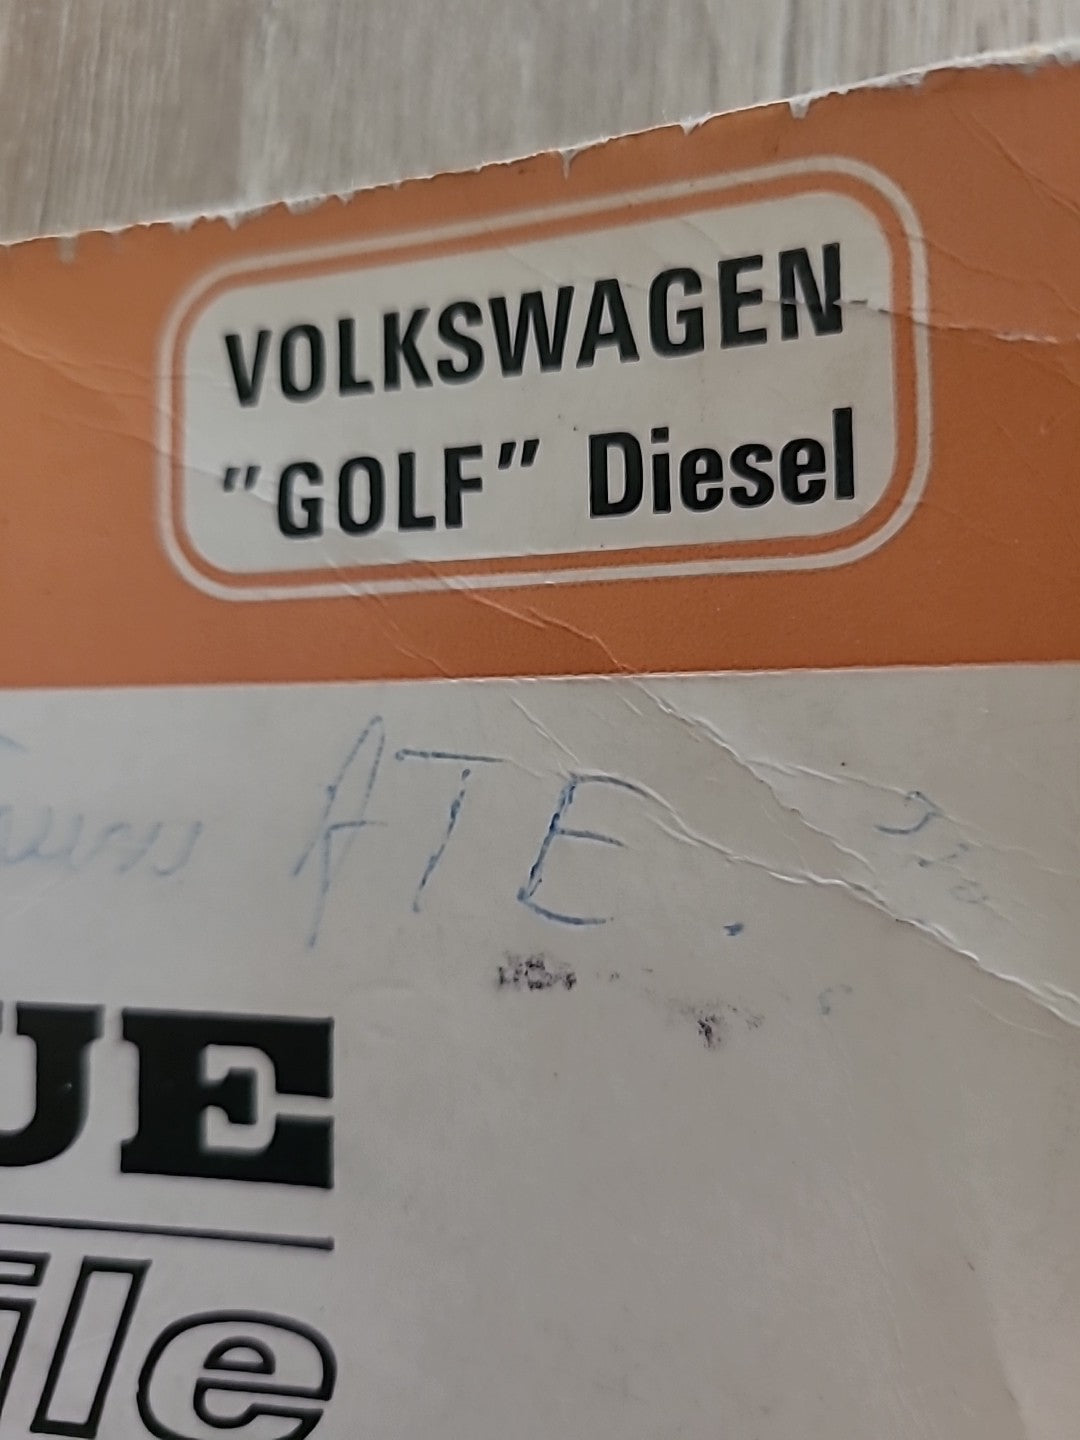 VOLKSWAGEN
"GOLF" Diesel
ATE.
UE
ile